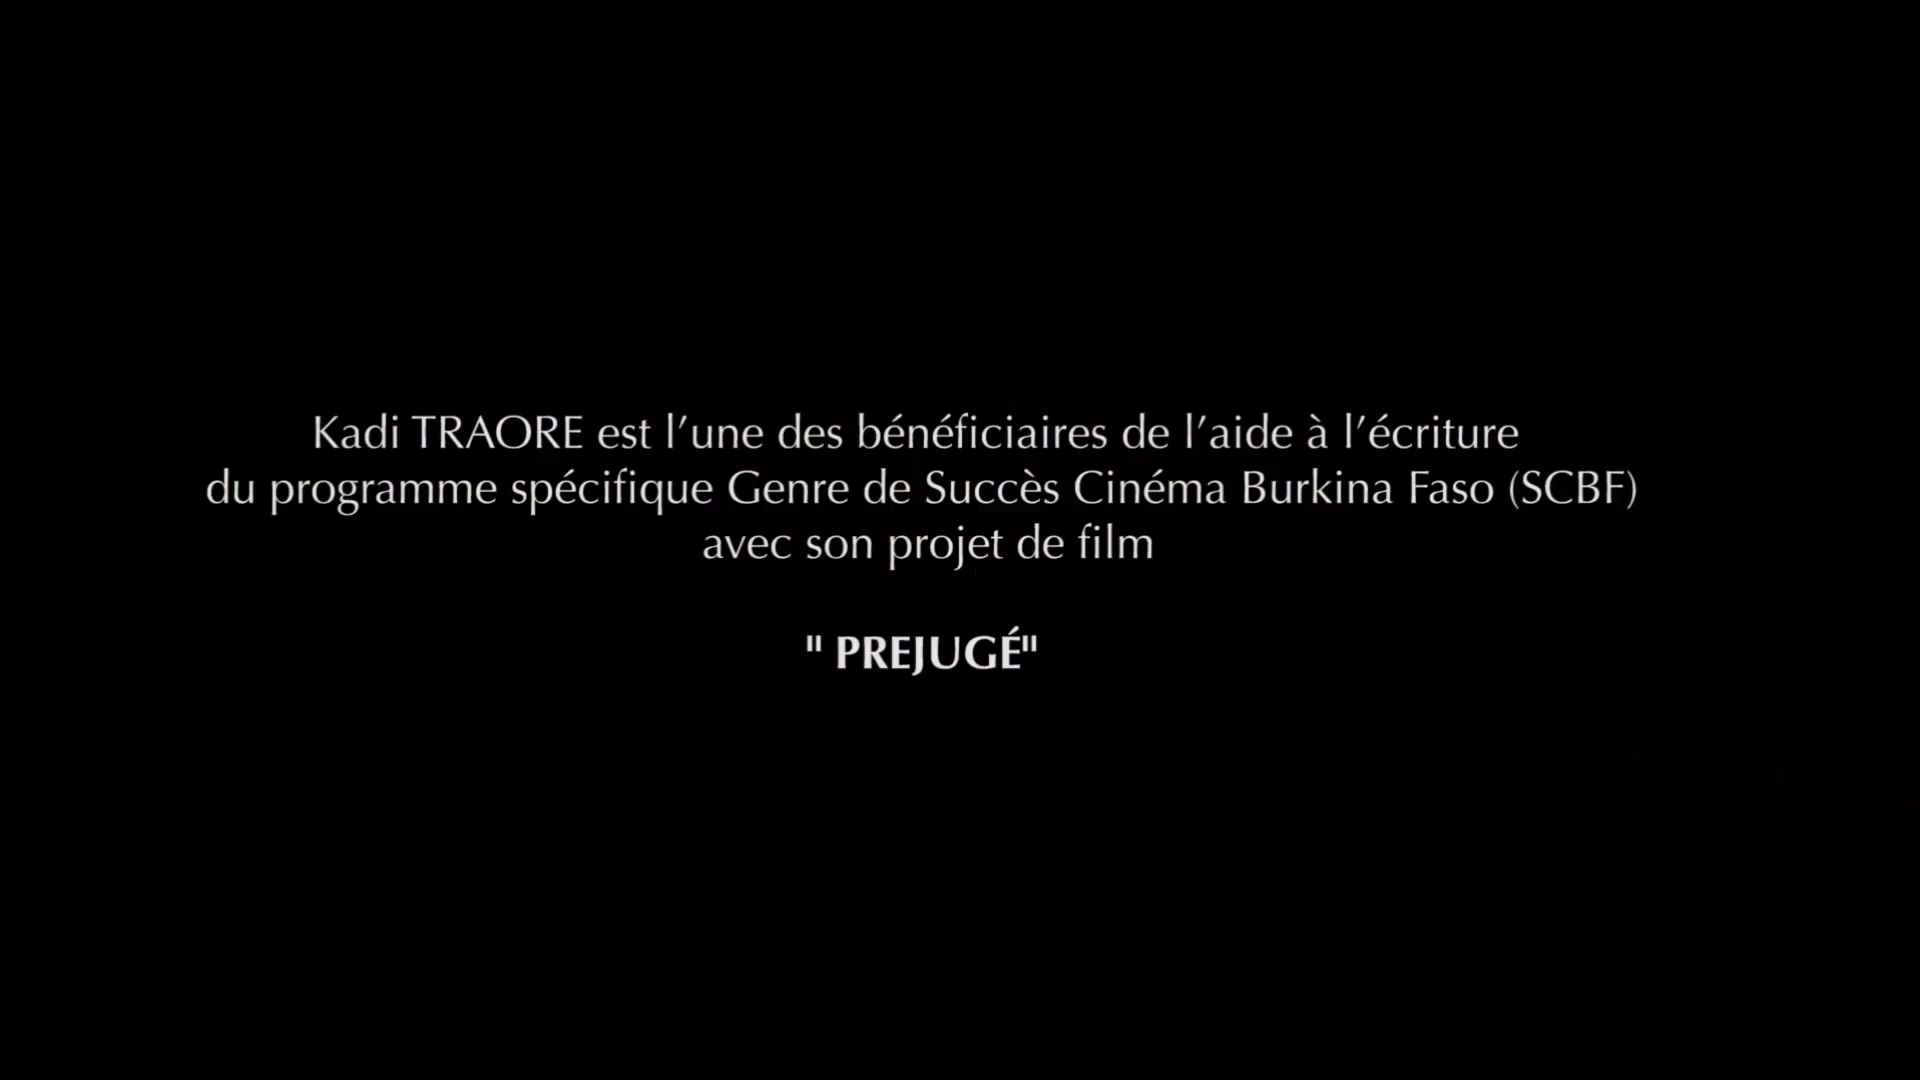 Kadi TRAORE est l’une des bénéficiaires de l’aide à l’écriture
du programme spécifique Genre de Succès Cinéma Burkina Faso (SCBF)
avec son projet de film
" PREJUGÉ"